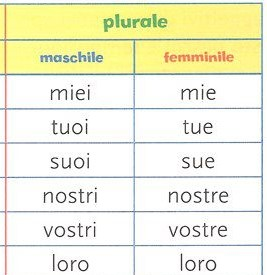 plurale
maschile femminile
miei mie
tuoi tue
suoi sue
nostri nostre
vostri vostre
loro loro